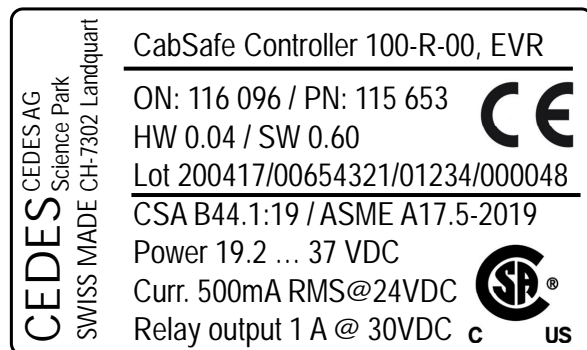 CEDES
CEDES AG
Science Park
SWISS MADE CH-7302 Landquart
CabSafe Controller 100-R-00, EVR
ON: 116 096 / PN: 115 653
HW 0.04 / SW 0.60
CE
Lot 200417/00654321/01234/000048
CSA B44.1:19 / ASME A17.5-2019
Power 19.2 … 37 VDC
Curr. 500mA RMS@24VDC
Relay output 1 A @ 30VDC
SA ®
C US